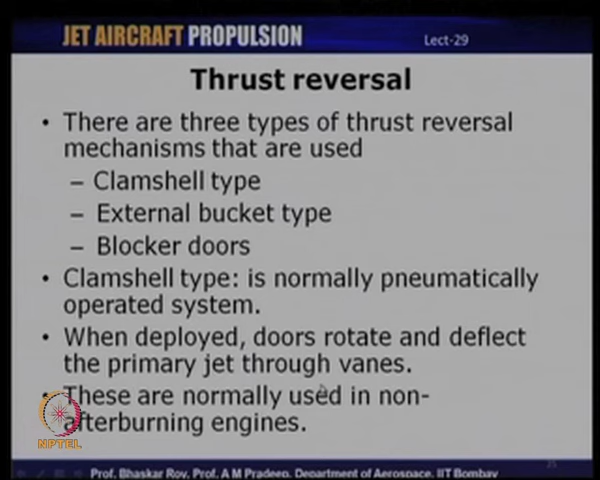 JET AIRCRAFT PROPULSION
Lect-29
Thrust reversal
• There are three types of thrust reversal
mechanisms that are used
– Clamshell type
– External bucket type
– Blocker doors
• Clamshell type: is normally pneumatically
operated system.
• When deployed, doors rotate and deflect
the primary jet through vanes.
• These are normally used in non-
afterburning engines.
NPTEL
35
Prof. Bhaskar Roy, Prof. A M Pradeep, Department of Aerospace, IIT Bombay